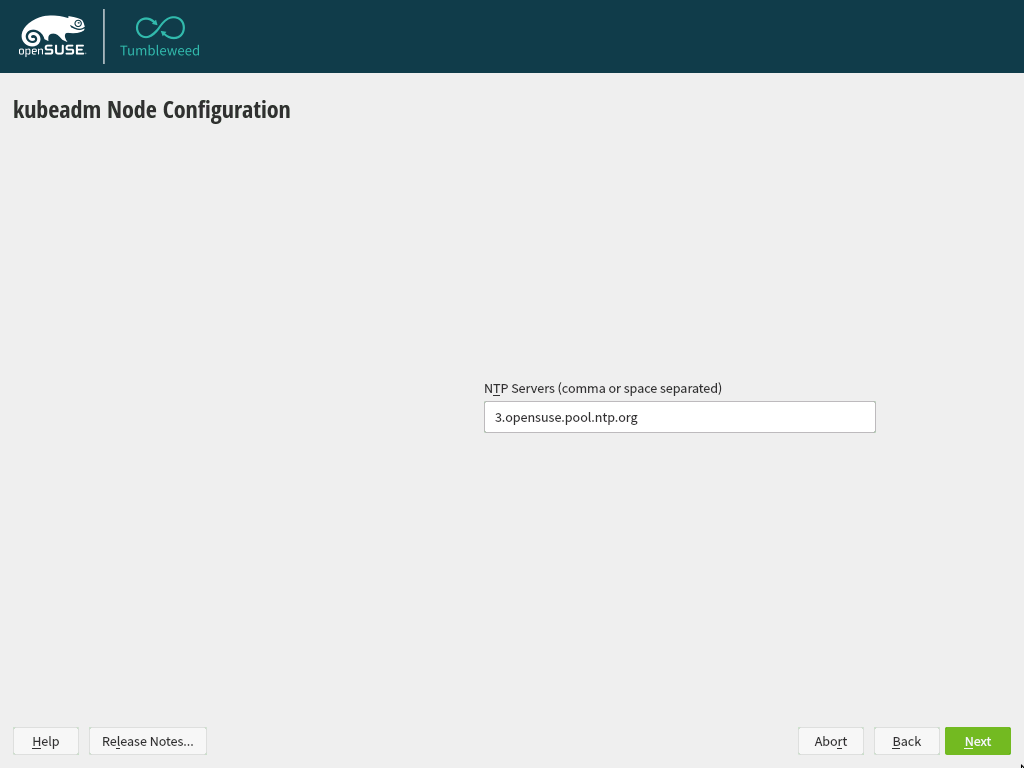 openSUSE
Tumbleweed
kubeadm Node Configuration
NTP Servers (comma or space separated)
3.opensuse.pool.ntp.org
Help
Release Notes...
Abort
Back
Next